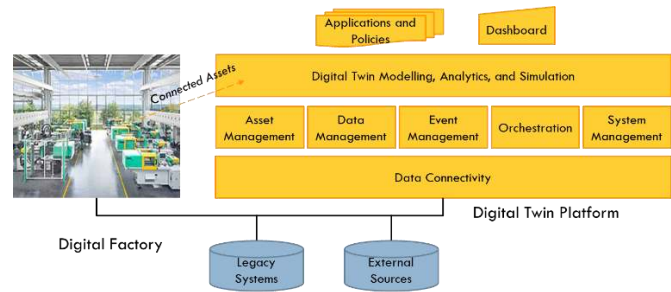 Applications and
Policies
Dashboard
Connected Assets
Digital Twin Modelling, Analytics, and Simulation
Asset
Management
Data
Management
Event
Management
Orchestration
System
Management
Data Connectivity
Digital Factory
Digital Twin Platform
Legacy
Systems
External
Sources